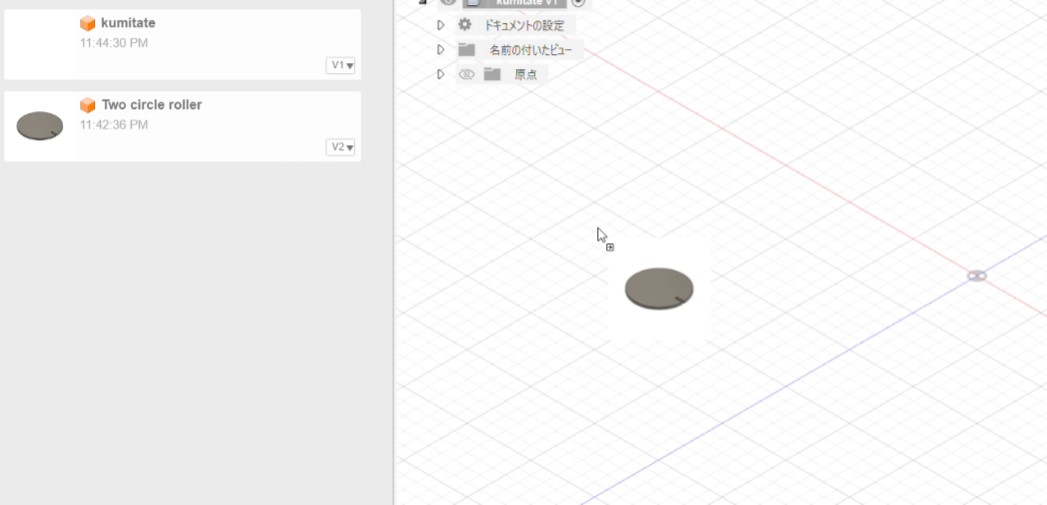 kumitate
11:44:30 PM
V1
Two circle roller
11:42:36 PM
V2
kumitate v1
ドキュメントの設定
名前の付いたビュー
原点